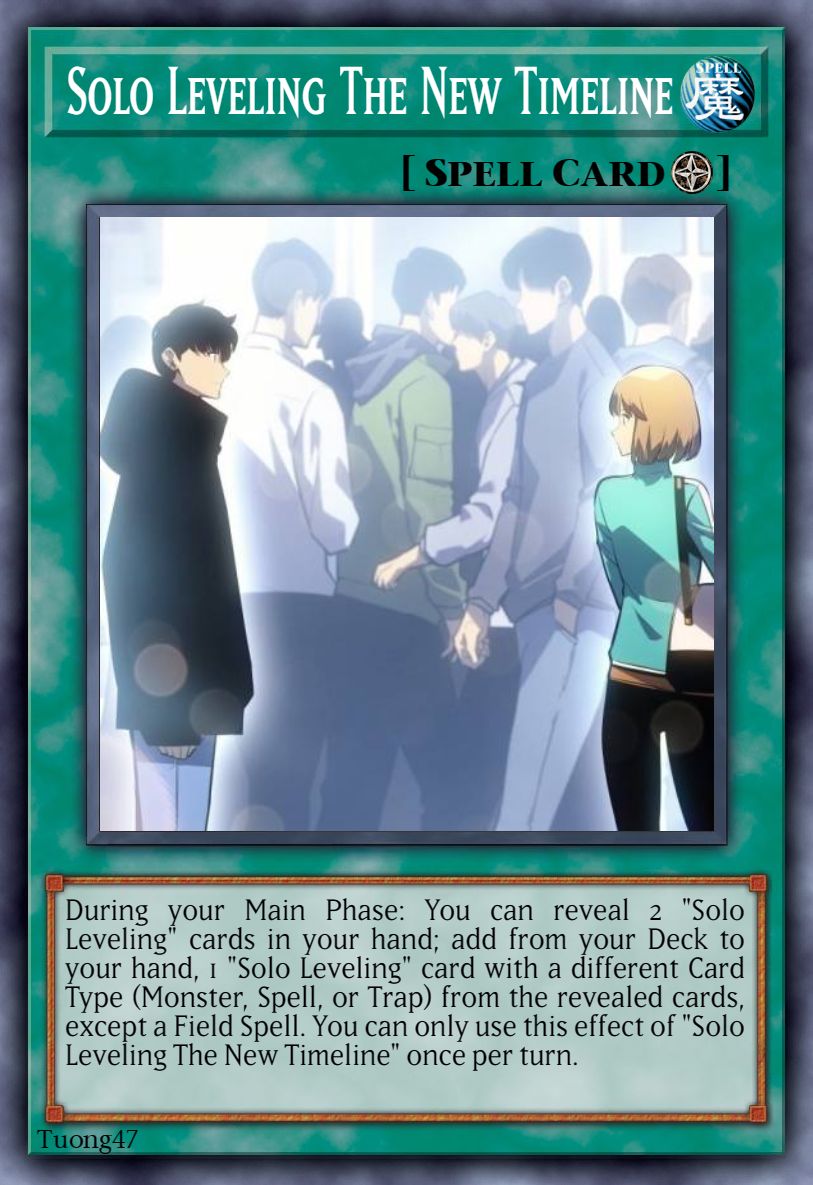 Solo Leveling The New Timeline
SPELL
魔
[ Spell Card ]
During your Main Phase: You can reveal 2 "Solo
Leveling" cards in your hand; add from your Deck to
your hand, 1 "Solo Leveling" card with a different Card
Type (Monster, Spell, or Trap) from the revealed cards,
except a Field Spell. You can only use this effect of "Solo
Leveling The New Timeline" once per turn.
Tuong47